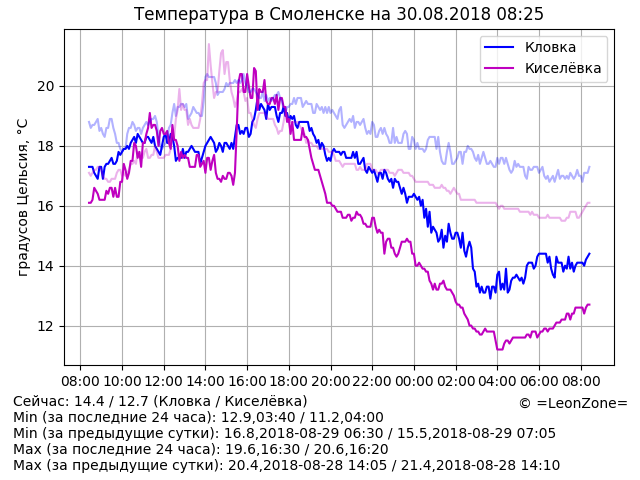 Температура в Смоленске на 30.08.2018 08:25
Кловка
Киселёвка
градусов Цельсия, °C
20
18
16
14
12
08:00 10:00 12:00 14:00 16:00 18:00 20:00 22:00 00:00 02:00 04:00 06:00 08:00
Сейчас: 14.4 / 12.7 (Кловка / Киселёвка)
© =LeonZone=
Min (за последние 24 часа): 12.9,03:40 / 11.2,04:00
Min (за предыдущие сутки): 16.8,2018-08-29 06:30 / 15.5,2018-08-29 07:05
Max (за последние 24 часа): 19.6,16:30 / 20.6,16:20
Max (за предыдущие сутки): 20.4,2018-08-28 14:05 / 21.4,2018-08-28 14:10